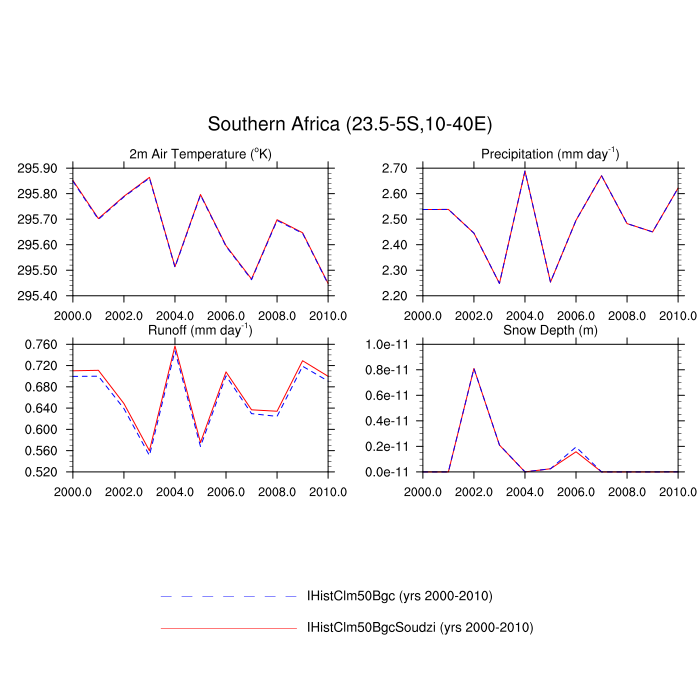 Southern Africa (23.5-5S,10-40E)
2m Air Temperature (°K)
295.90
295.80
295.70
295.60
295.50
295.40
2000.0 2002.0 2004.0 2006.0 2008.0 2010.0
Precipitation (mm day⁻¹)
2.70
2.60
2.50
2.40
2.30
2.20
2000.0 2002.0 2004.0 2006.0 2008.0 2010.0
Runoff (mm day⁻¹)
0.760
0.720
0.680
0.640
0.600
0.560
0.520
2000.0 2002.0 2004.0 2006.0 2008.0 2010.0
Snow Depth (m)
1.0e-11
0.8e-11
0.6e-11
0.4e-11
0.2e-11
0.0e-11
2000.0 2002.0 2004.0 2006.0 2008.0 2010.0
IHistClm50Bgc (yrs 2000-2010)
IHistClm50BgcSoudzi (yrs 2000-2010)